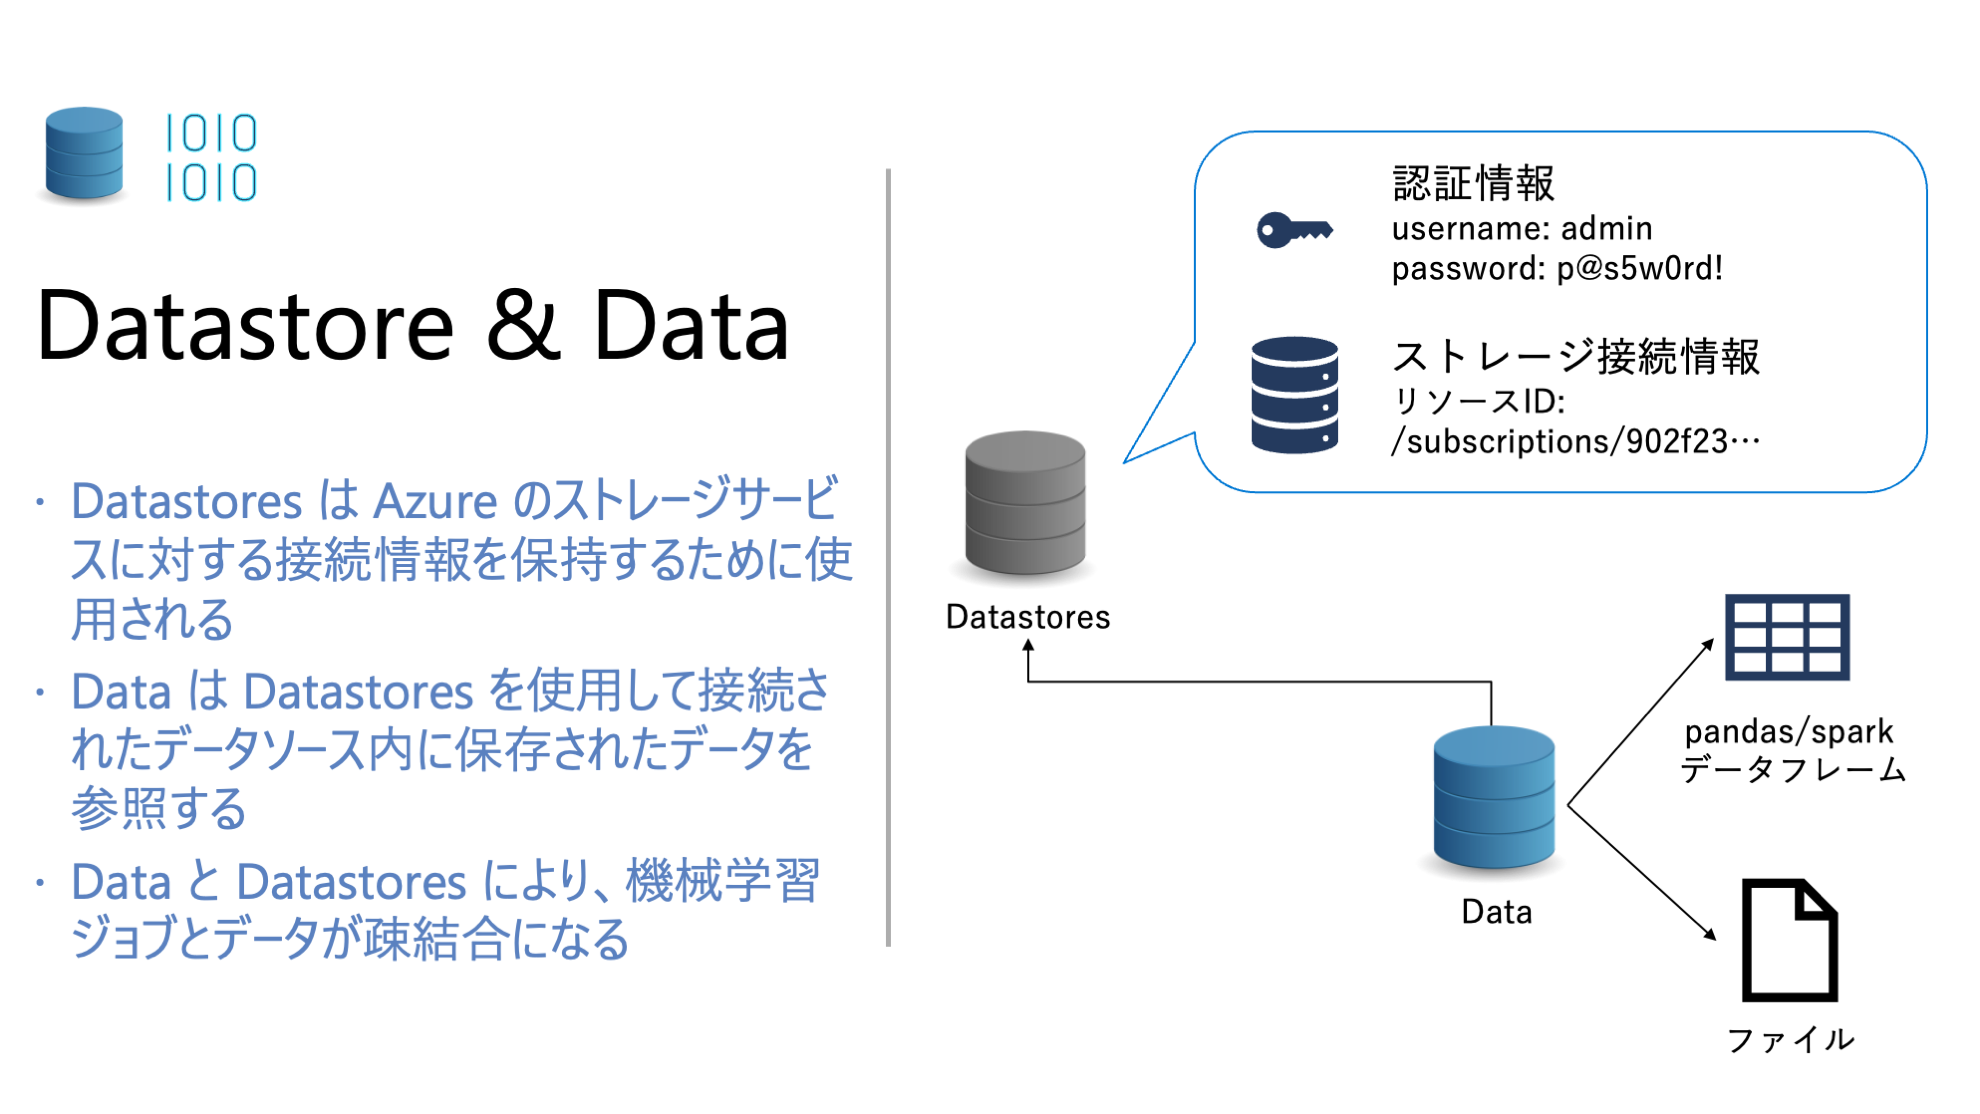 1010
1010
Datastore & Data
・ Datastores は Azure のストレージサービ
スに対する接続情報を保持するために使
用される
・ Data は Datastores を使用して接続さ
れたデータソース内に保存されたデータを
参照する
・ Data と Datastores により、機械学習
ジョブとデータが疎結合になる
認証情報
username: admin
password: p@s5w0rd!
ストレージ接続情報
リソースID:
/subscriptions/902f23…
Datastores
pandas/spark
データフレーム
Data
ファイル